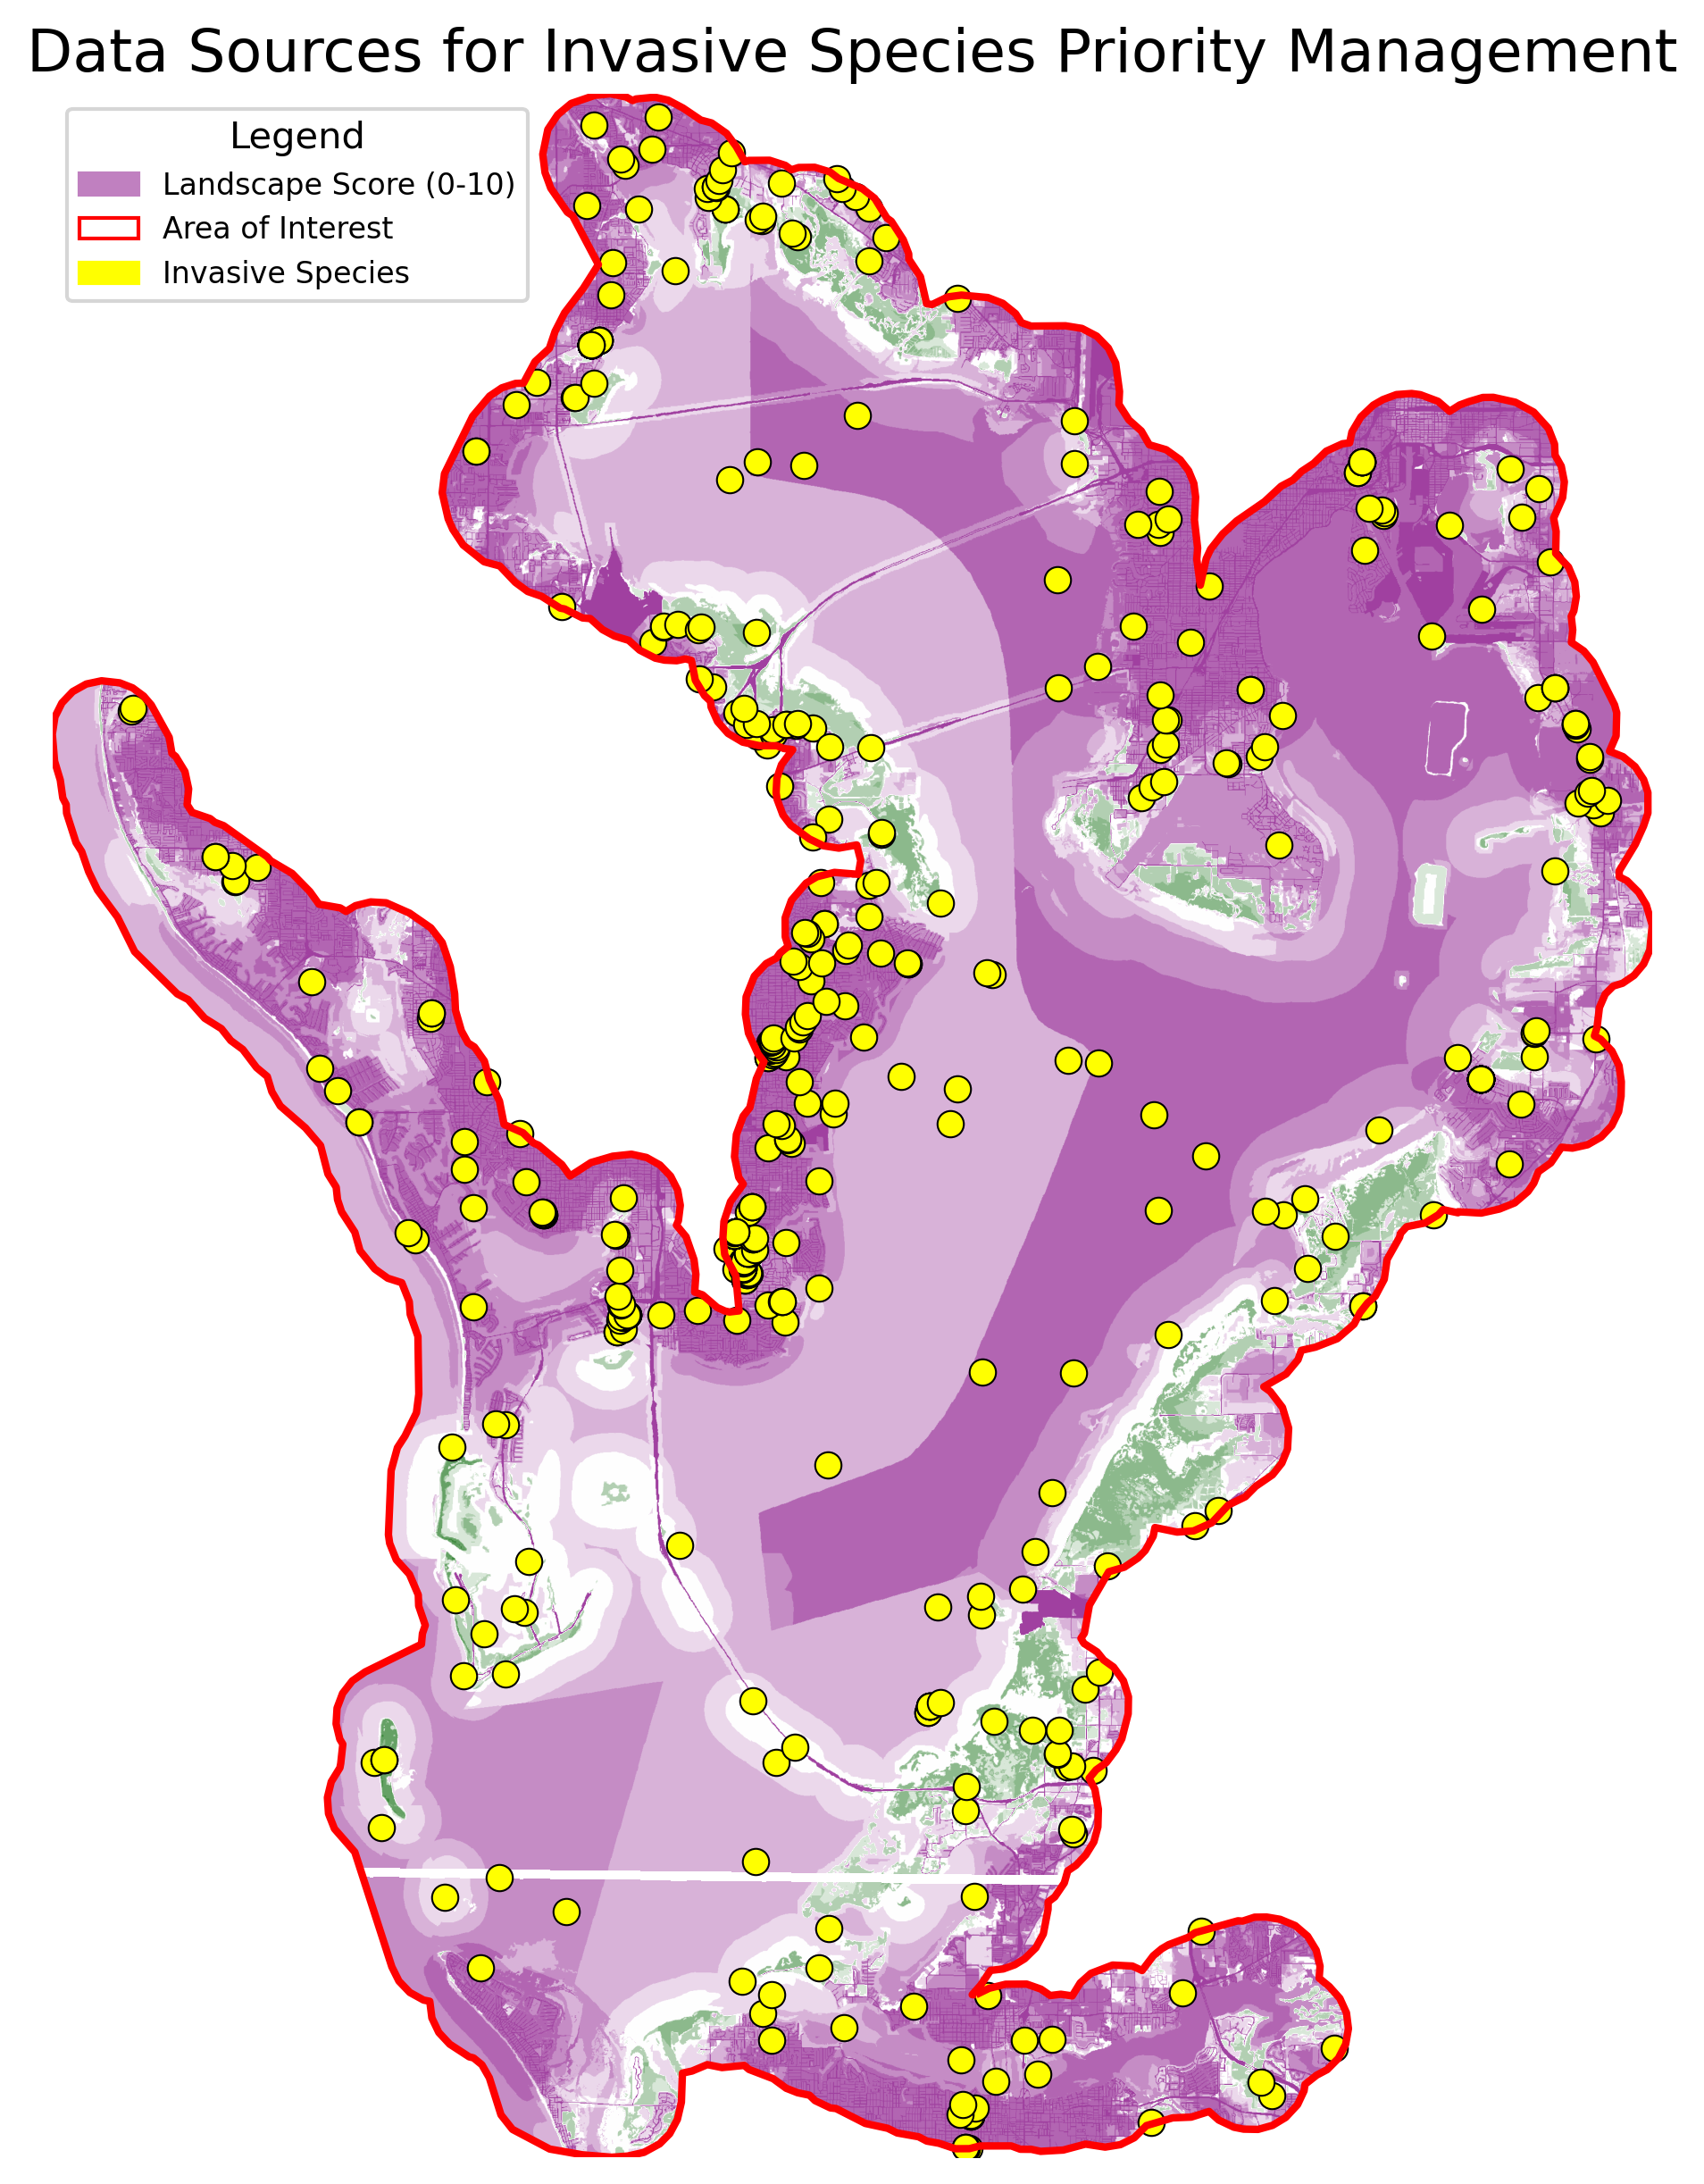 Data Sources for Invasive Species Priority Management
Legend
Landscape Score (0-10)
Area of Interest
Invasive Species